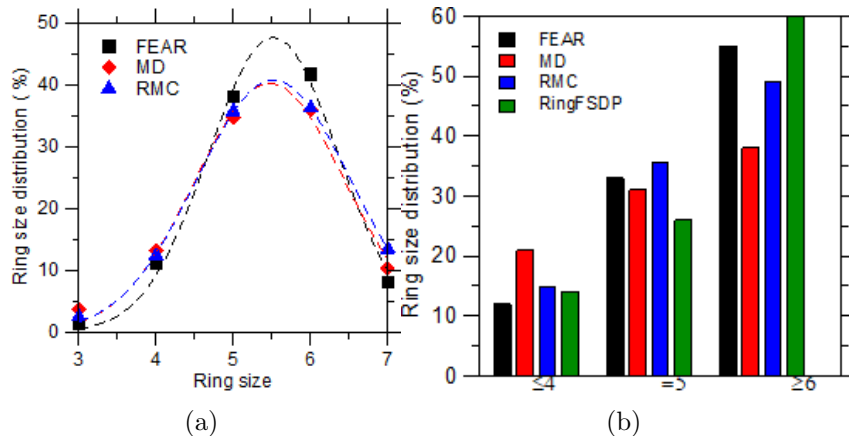 (a)
50
40
30
20
10
0
Ring size distribution ( %)
FEAR
MD
RMC
3 4 5 6 7
Ring size
(b)
60
50
40
30
20
10
0
Ring size distribution (%)
FEAR
MD
RMC
RingFSDP
≤4 =5 ≥6
(a) (b)